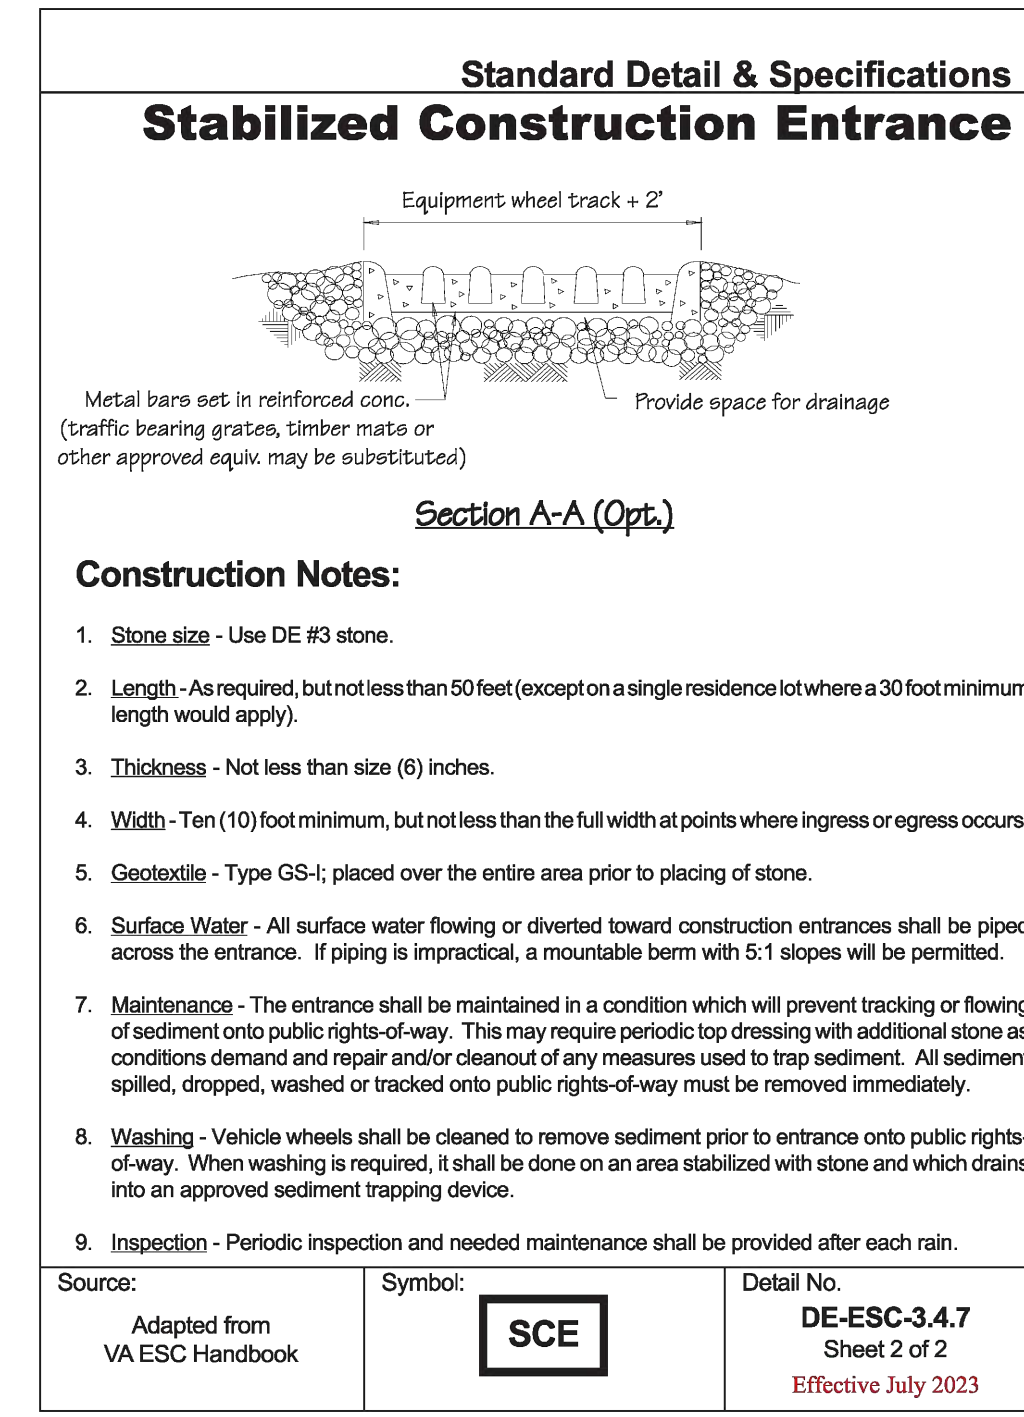 Standard Detail & Specifications
Stabilized Construction Entrance
Equipment wheel track + 2'
Metal bars set in reinforced conc.
(traffic bearing grates, timber mats or
other approved equiv. may be substituted)
Provide space for drainage
Section A-A (Opt.)
Construction Notes:
1. Stone size - Use DE #3 stone.
2. Length - As required, but not less than 50 feet (except on a single residence lot where a 30 foot minimum
length would apply).
3. Thickness - Not less than size (6) inches.
4. Width - Ten (10) foot minimum, but not less than the full width at points where ingress or egress occurs
5. Geotextile - Type GS-I; placed over the entire area prior to placing of stone.
6. Surface Water - All surface water flowing or diverted toward construction entrances shall be piped
across the entrance. If piping is impractical, a mountable berm with 5:1 slopes will be permitted.
7. Maintenance - The entrance shall be maintained in a condition which will prevent tracking or flowing
of sediment onto public rights-of-way. This may require periodic top dressing with additional stone as
conditions demand and repair and/or cleanout of any measures used to trap sediment. All sediment
spilled, dropped, washed or tracked onto public rights-of-way must be removed immediately.
8. Washing - Vehicle wheels shall be cleaned to remove sediment prior to entrance onto public rights-
of-way. When washing is required, it shall be done on an area stabilized with stone and which drains
into an approved sediment trapping device.
9. Inspection - Periodic inspection and needed maintenance shall be provided after each rain.
Source:
Adapted from
VA ESC Handbook
Symbol:
SCE
Detail No.
DE-ESC-3.4.7
Sheet 2 of 2
Effective July 2023